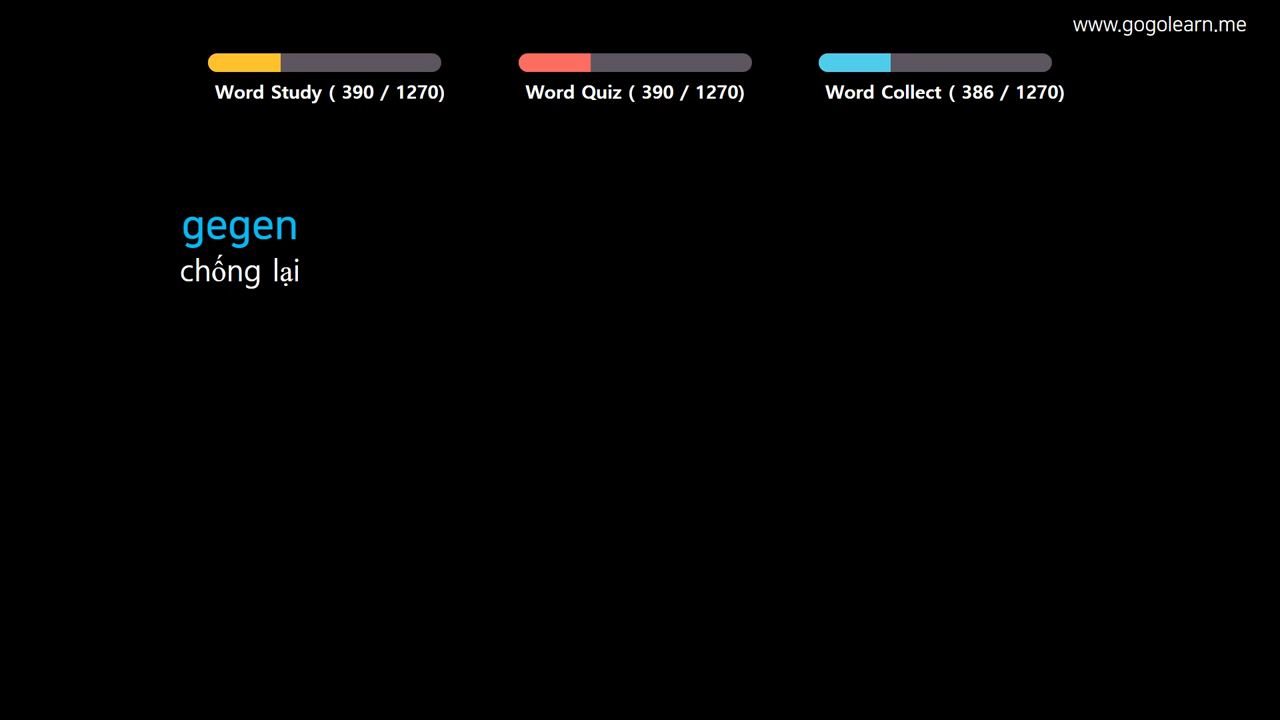 www.gogolearn.me
Word Study ( 390 / 1270)
Word Quiz ( 390 / 1270)
Word Collect ( 386 / 1270)
gegen
chống lại